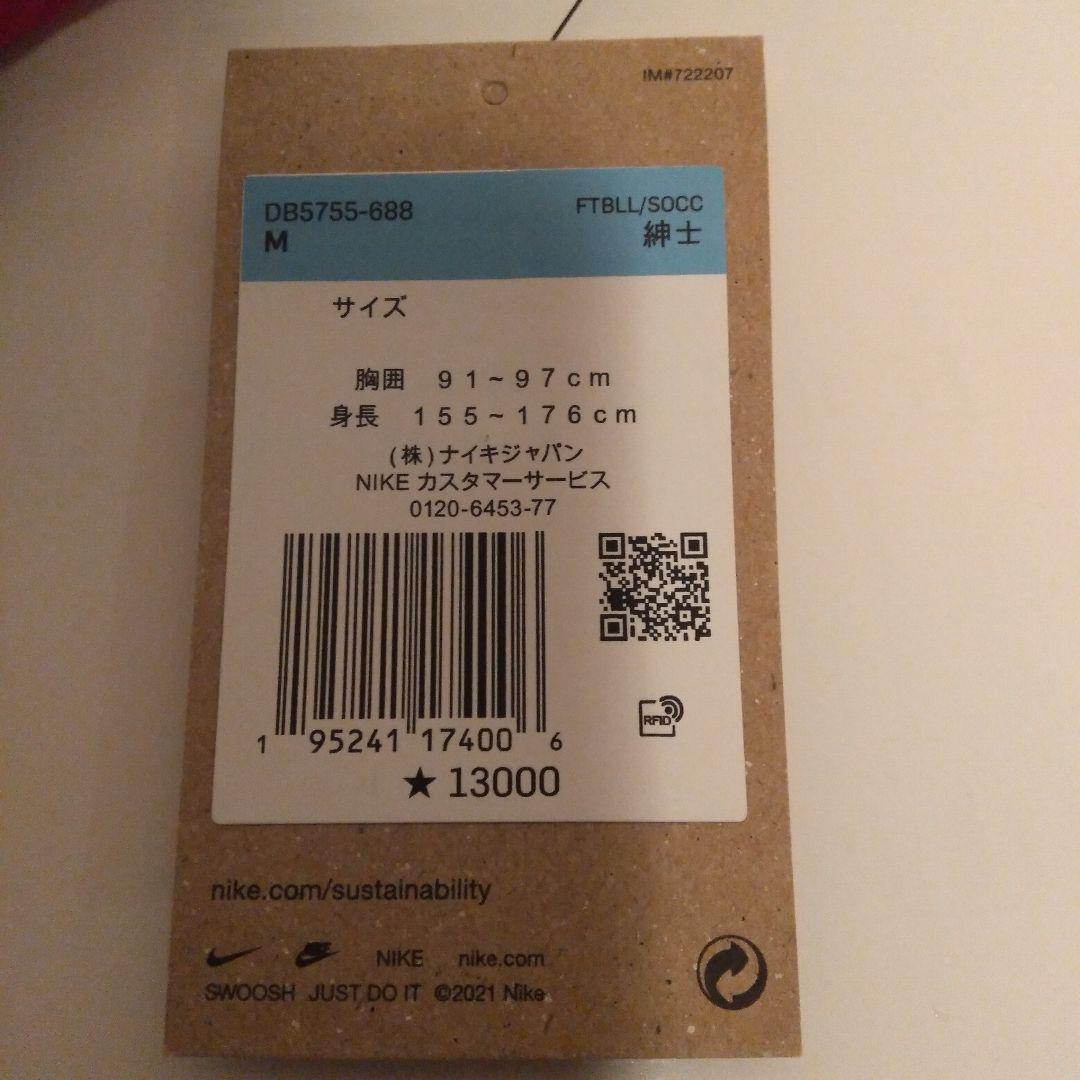 IM#722207
DB5755-688 FTBLL/SOCC
M 紳士
サイズ
胸囲　９１~９７ｃｍ
身長　１５５~１７６ｃｍ
(株)ナイキジャパン
NIKE カスタマーサービス
0120-6453-77
RFID
1 95241 17400 6
★ 13000
nike.com/sustainability
NIKE NIKE nike.com
SWOOSH JUST DO IT ©2021 Nike